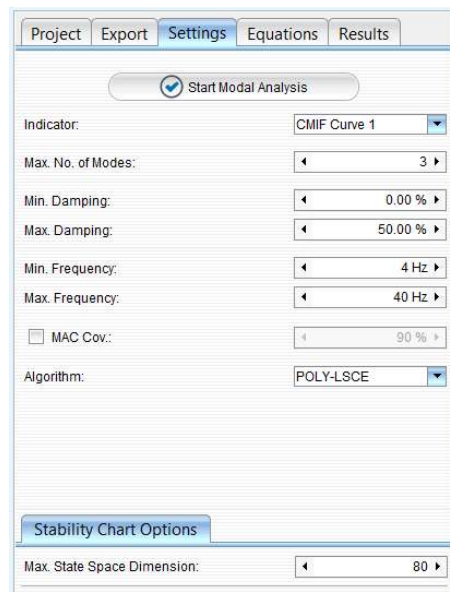 Project Export Settings Equations Results
Start Modal Analysis
Indicator: CMIF Curve 1
Max. No. of Modes: 3
Min. Damping: 0.00 %
Max. Damping: 50.00 %
Min. Frequency: 4 Hz
Max. Frequency: 40 Hz
MAC Cov.: 90 %
Algorithm: POLY-LSCE
Stability Chart Options
Max. State Space Dimension: 80